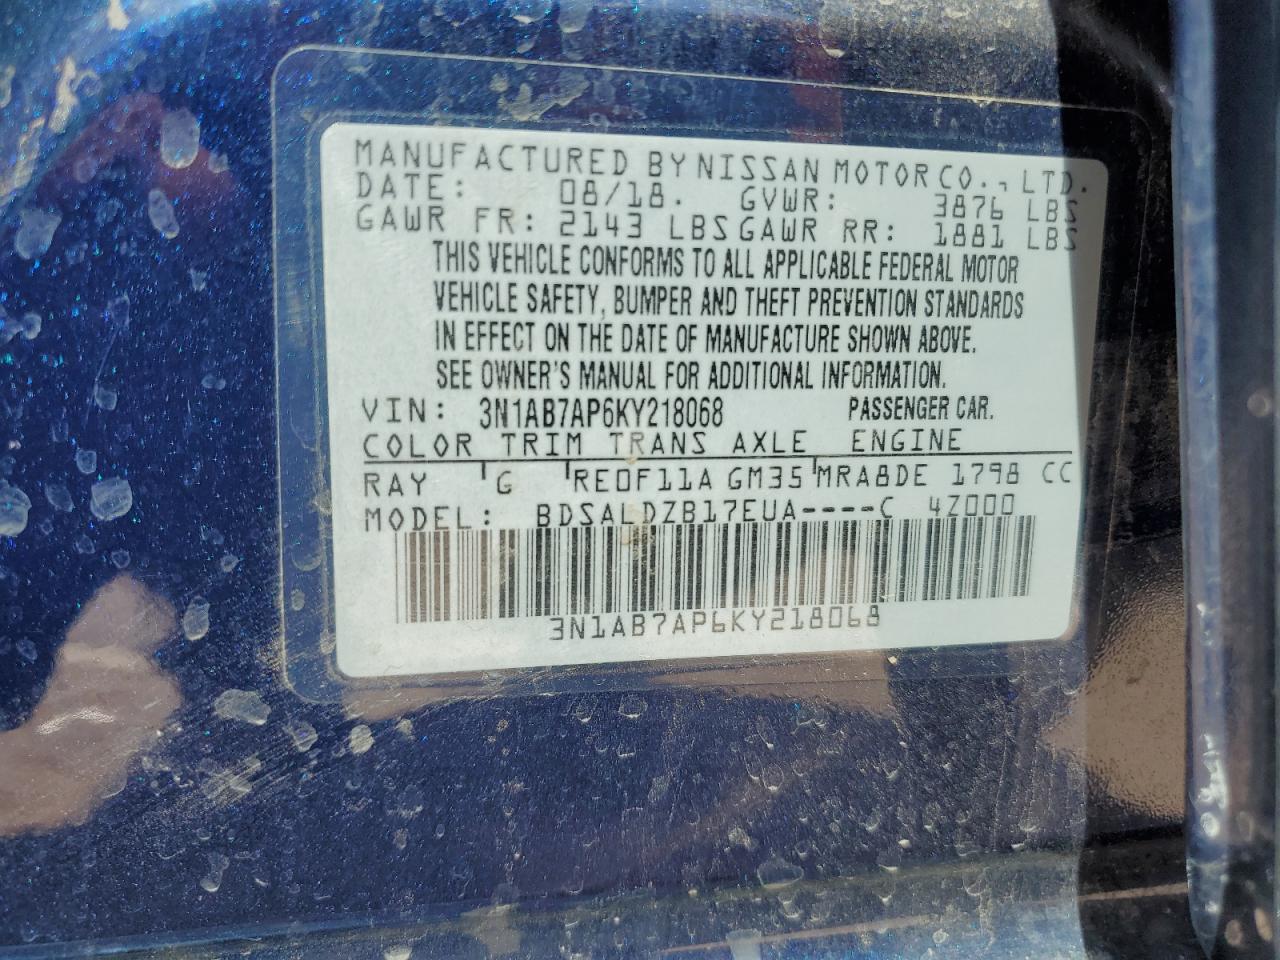 MANUFACTURED BY NISSAN MOTOR CO., LTD.
DATE: 08/18. GVWR: 3876 LBS
GAWR FR: 2143 LBS GAWR RR: 1881 LBS
THIS VEHICLE CONFORMS TO ALL APPLICABLE FEDERAL MOTOR
VEHICLE SAFETY, BUMPER AND THEFT PREVENTION STANDARDS
IN EFFECT ON THE DATE OF MANUFACTURE SHOWN ABOVE.
SEE OWNER'S MANUAL FOR ADDITIONAL INFORMATION.
VIN: 3N1AB7AP6KY218068 PASSENGER CAR.
COLOR TRIM TRANS AXLE ENGINE
RAY G RE0F11A GM35 MRA8DE 1798 CC
MODEL: BDSALDZB17EUA----C 4Z000
3N1AB7AP6KY218068